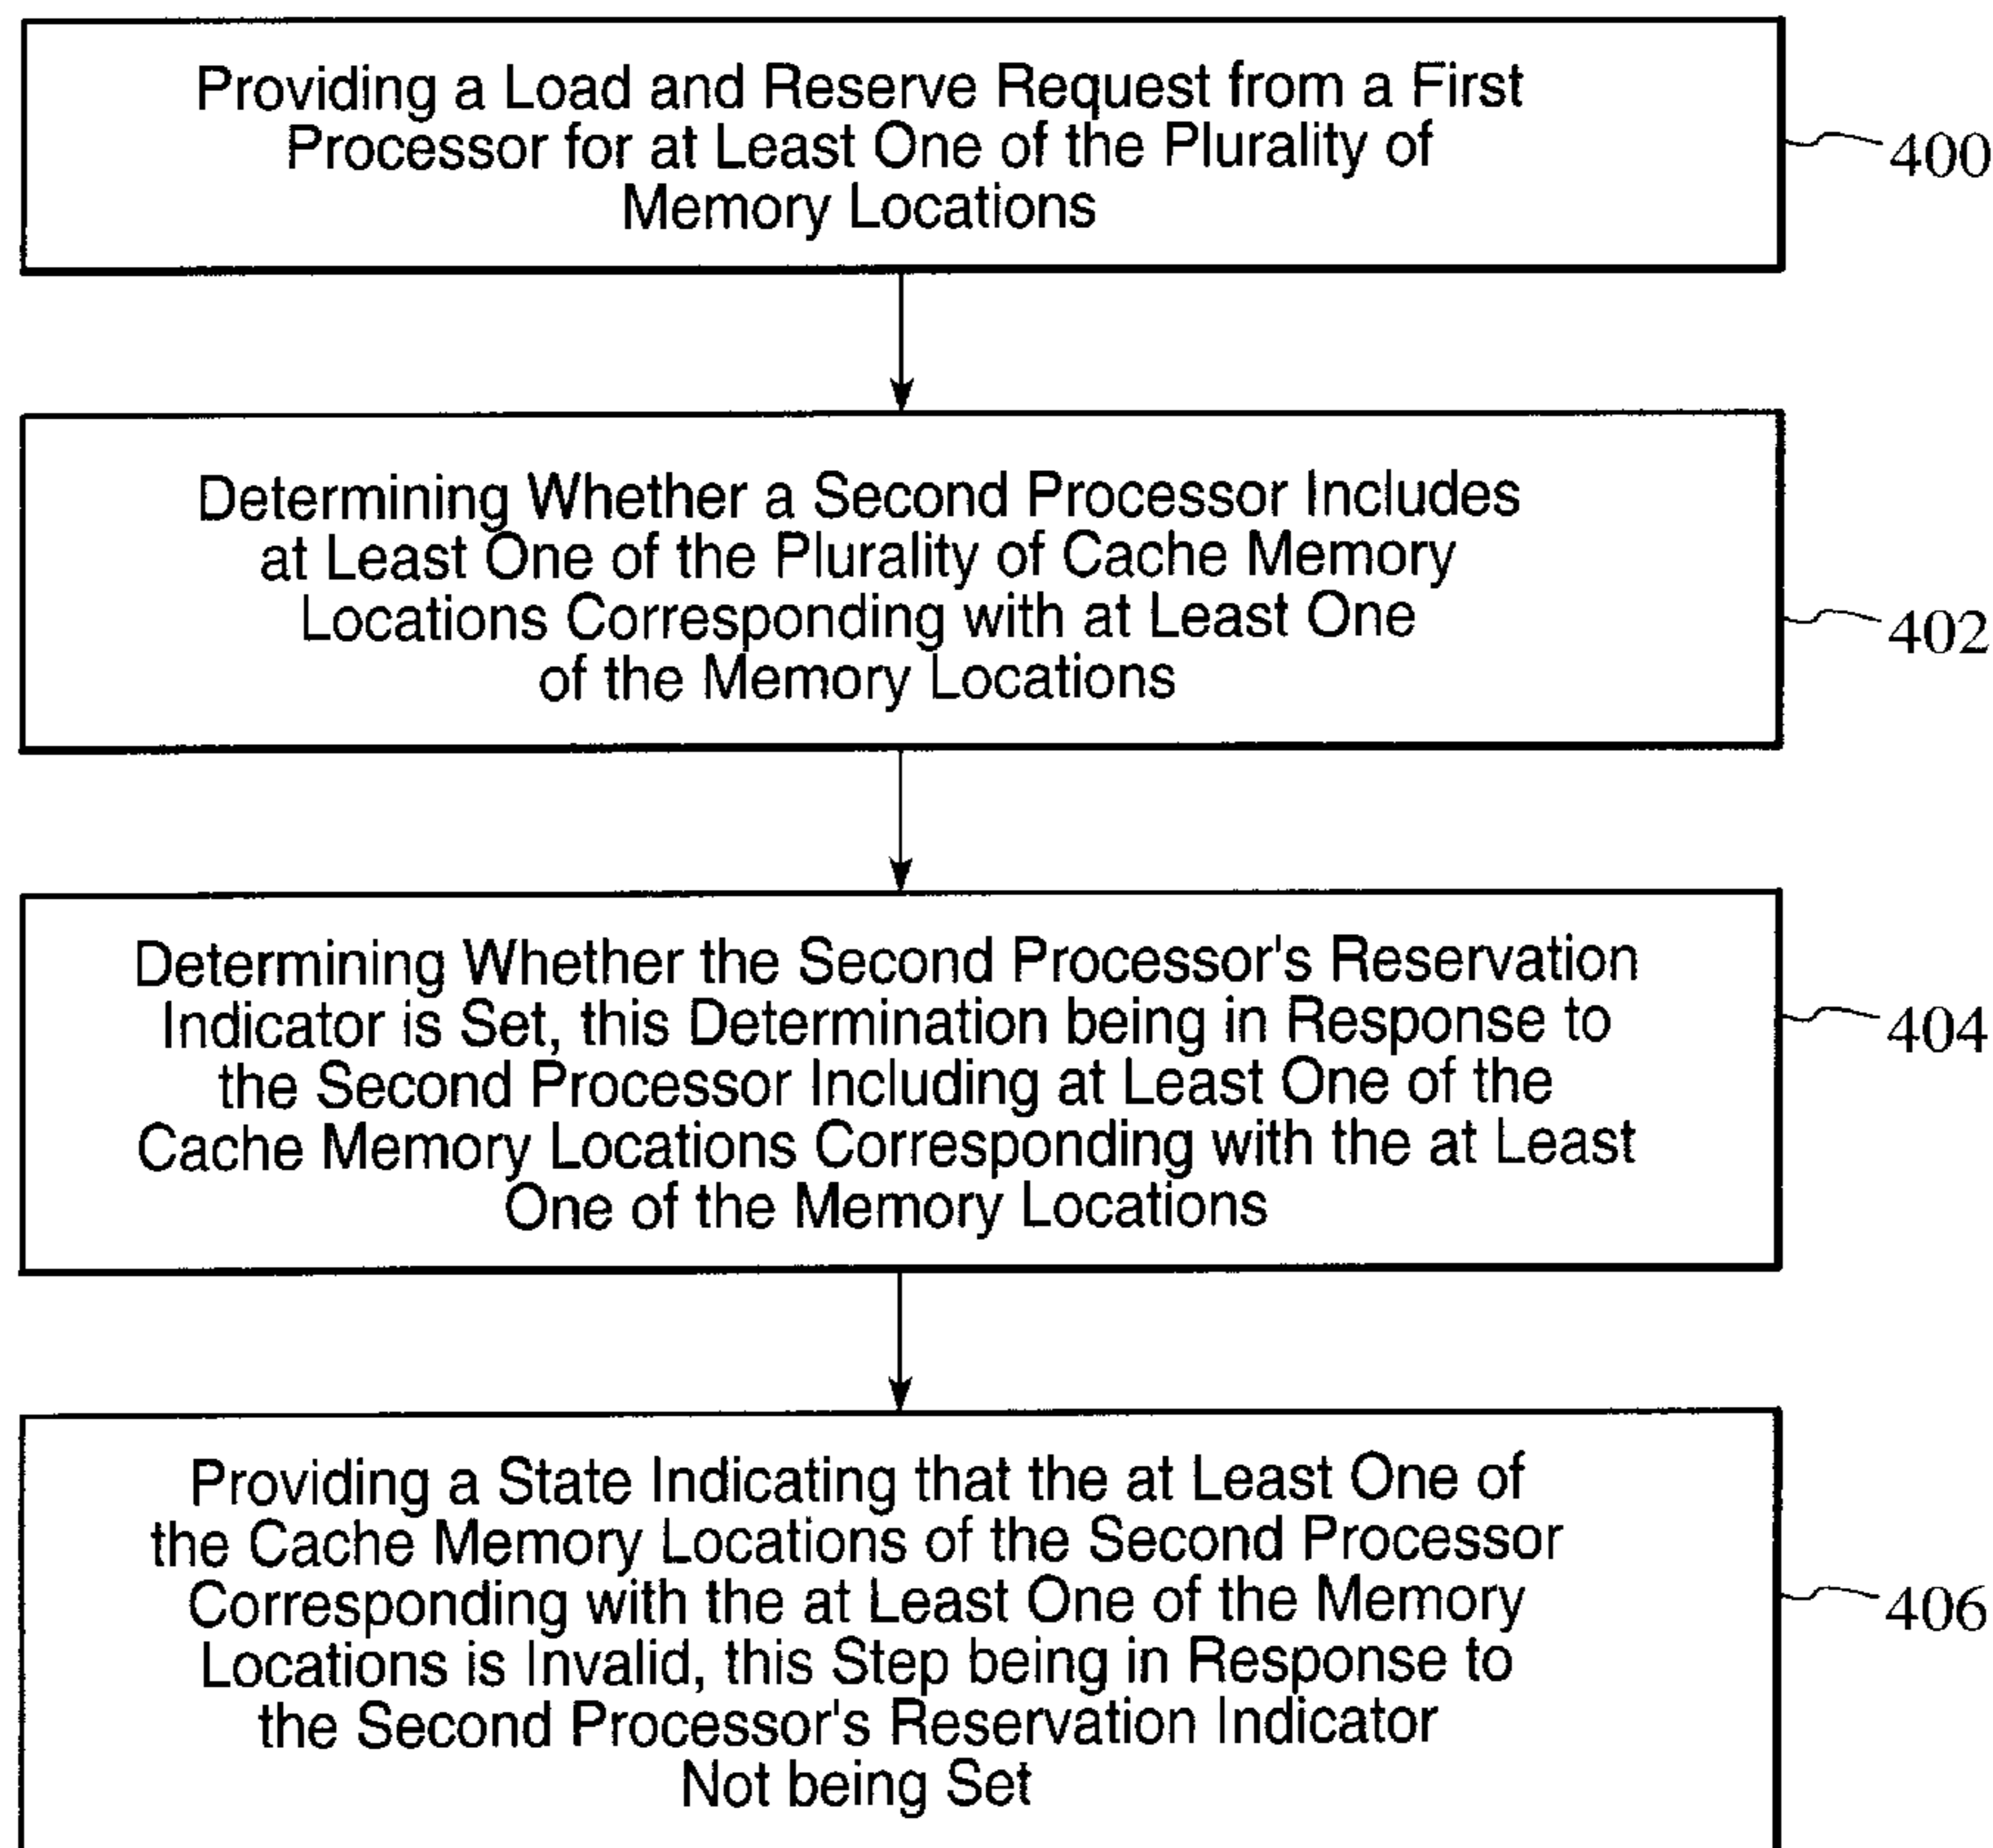 Providing a Load and Reserve Request from a First
Processor for at Least One of the Plurality of
Memory Locations
400
Determining Whether a Second Processor Includes
at Least One of the Plurality of Cache Memory
Locations Corresponding with at Least One
of the Memory Locations
402
Determining Whether the Second Processor's Reservation
Indicator is Set, this Determination being in Response to
the Second Processor Including at Least One of the
Cache Memory Locations Corresponding with the at Least
One of the Memory Locations
404
Providing a State Indicating that the at Least One of
the Cache Memory Locations of the Second Processor
Corresponding with the at Least One of the Memory
Locations is Invalid, this Step being in Response to
the Second Processor's Reservation Indicator
Not being Set
406